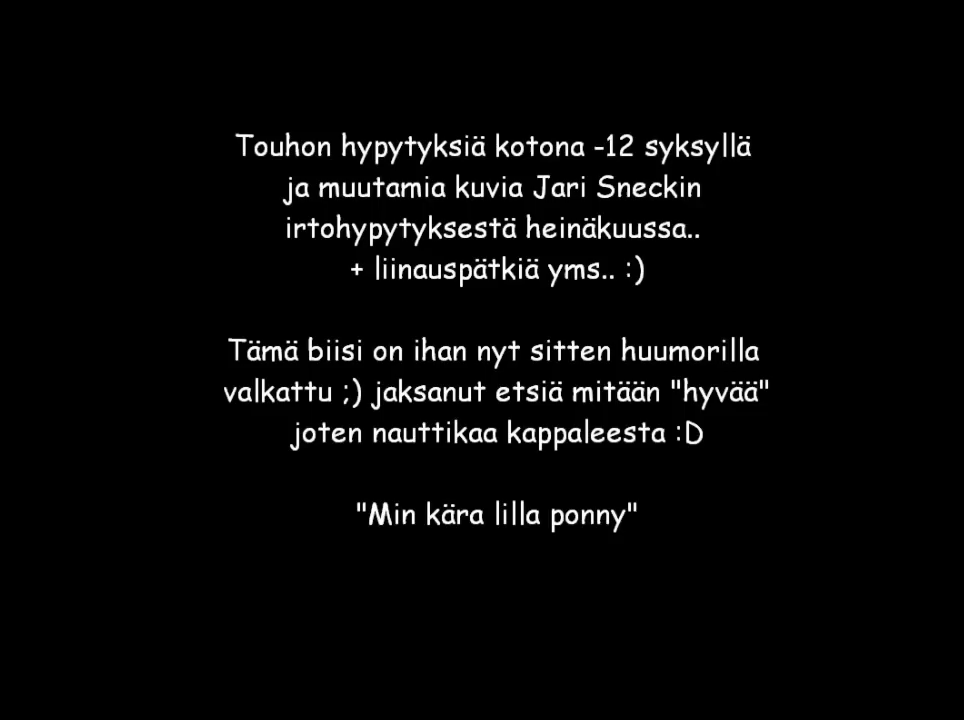 Touhon hypytyksiä kotona -12 syksyllä
ja muutamia kuvia Jari Sneckin
irtohypytyksestä heinäkuussa..
+ liinauspätkiä yms.. :)
Tämä biisi on ihan nyt sitten huumorilla
valkattu ;) jaksanut etsiä mitään "hyvää"
joten nauttikaa kappaleesta :D
"Min kära lilla ponny"